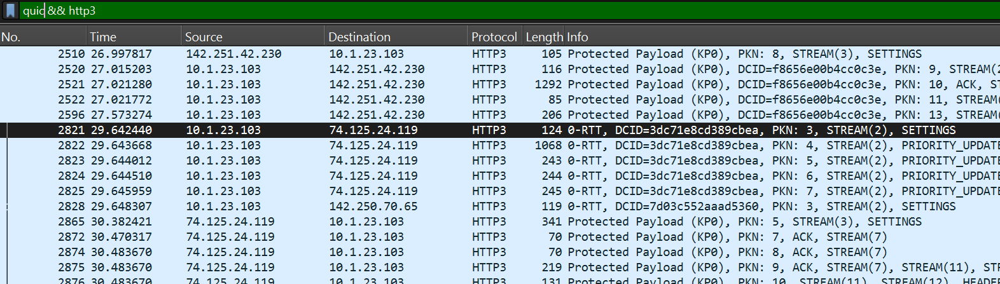 quic && http3
No. Time Source Destination Protocol Length Info
2510 26.997817 142.251.42.230 10.1.23.103 HTTP3 105 Protected Payload (KP0), PKN: 8, STREAM(3), SETTINGS
2520 27.015203 10.1.23.103 142.251.42.230 HTTP3 116 Protected Payload (KP0), DCID=f8656e00b4cc0c3e, PKN: 9, STREAM(2
2521 27.021280 10.1.23.103 142.251.42.230 HTTP3 1292 Protected Payload (KP0), DCID=f8656e00b4cc0c3e, PKN: 10, ACK, ST
2522 27.021772 10.1.23.103 142.251.42.230 HTTP3 85 Protected Payload (KP0), DCID=f8656e00b4cc0c3e, PKN: 11, STREAM(
2596 27.573274 10.1.23.103 142.251.42.230 HTTP3 206 Protected Payload (KP0), DCID=f8656e00b4cc0c3e, PKN: 13, STREAM(
2821 29.642440 10.1.23.103 74.125.24.119 HTTP3 124 0-RTT, DCID=3dc71e8cd389cbea, PKN: 3, STREAM(2), SETTINGS
2822 29.643668 10.1.23.103 74.125.24.119 HTTP3 1068 0-RTT, DCID=3dc71e8cd389cbea, PKN: 4, STREAM(2), PRIORITY_UPDATE
2823 29.644012 10.1.23.103 74.125.24.119 HTTP3 243 0-RTT, DCID=3dc71e8cd389cbea, PKN: 5, STREAM(2), PRIORITY_UPDATE
2824 29.644510 10.1.23.103 74.125.24.119 HTTP3 244 0-RTT, DCID=3dc71e8cd389cbea, PKN: 6, STREAM(2), PRIORITY_UPDATE
2825 29.645959 10.1.23.103 74.125.24.119 HTTP3 245 0-RTT, DCID=3dc71e8cd389cbea, PKN: 7, STREAM(2), PRIORITY_UPDATE
2828 29.648307 10.1.23.103 142.250.70.65 HTTP3 119 0-RTT, DCID=7d03c552aaad5360, PKN: 3, STREAM(2), SETTINGS
2865 30.382421 74.125.24.119 10.1.23.103 HTTP3 341 Protected Payload (KP0), PKN: 5, STREAM(3), SETTINGS
2872 30.470317 74.125.24.119 10.1.23.103 HTTP3 70 Protected Payload (KP0), PKN: 7, ACK, STREAM(7)
2874 30.483670 74.125.24.119 10.1.23.103 HTTP3 70 Protected Payload (KP0), PKN: 8, ACK, STREAM(7)
2875 30.483670 74.125.24.119 10.1.23.103 HTTP3 219 Protected Payload (KP0), PKN: 9, ACK, STREAM(7), STREAM(11), STR
2876 30.483670 74.125.24.119 10.1.23.103 HTTP3 131 Protected Payload (KP0), PKN: 10, STREAM(11), STREAM(12), HEADER